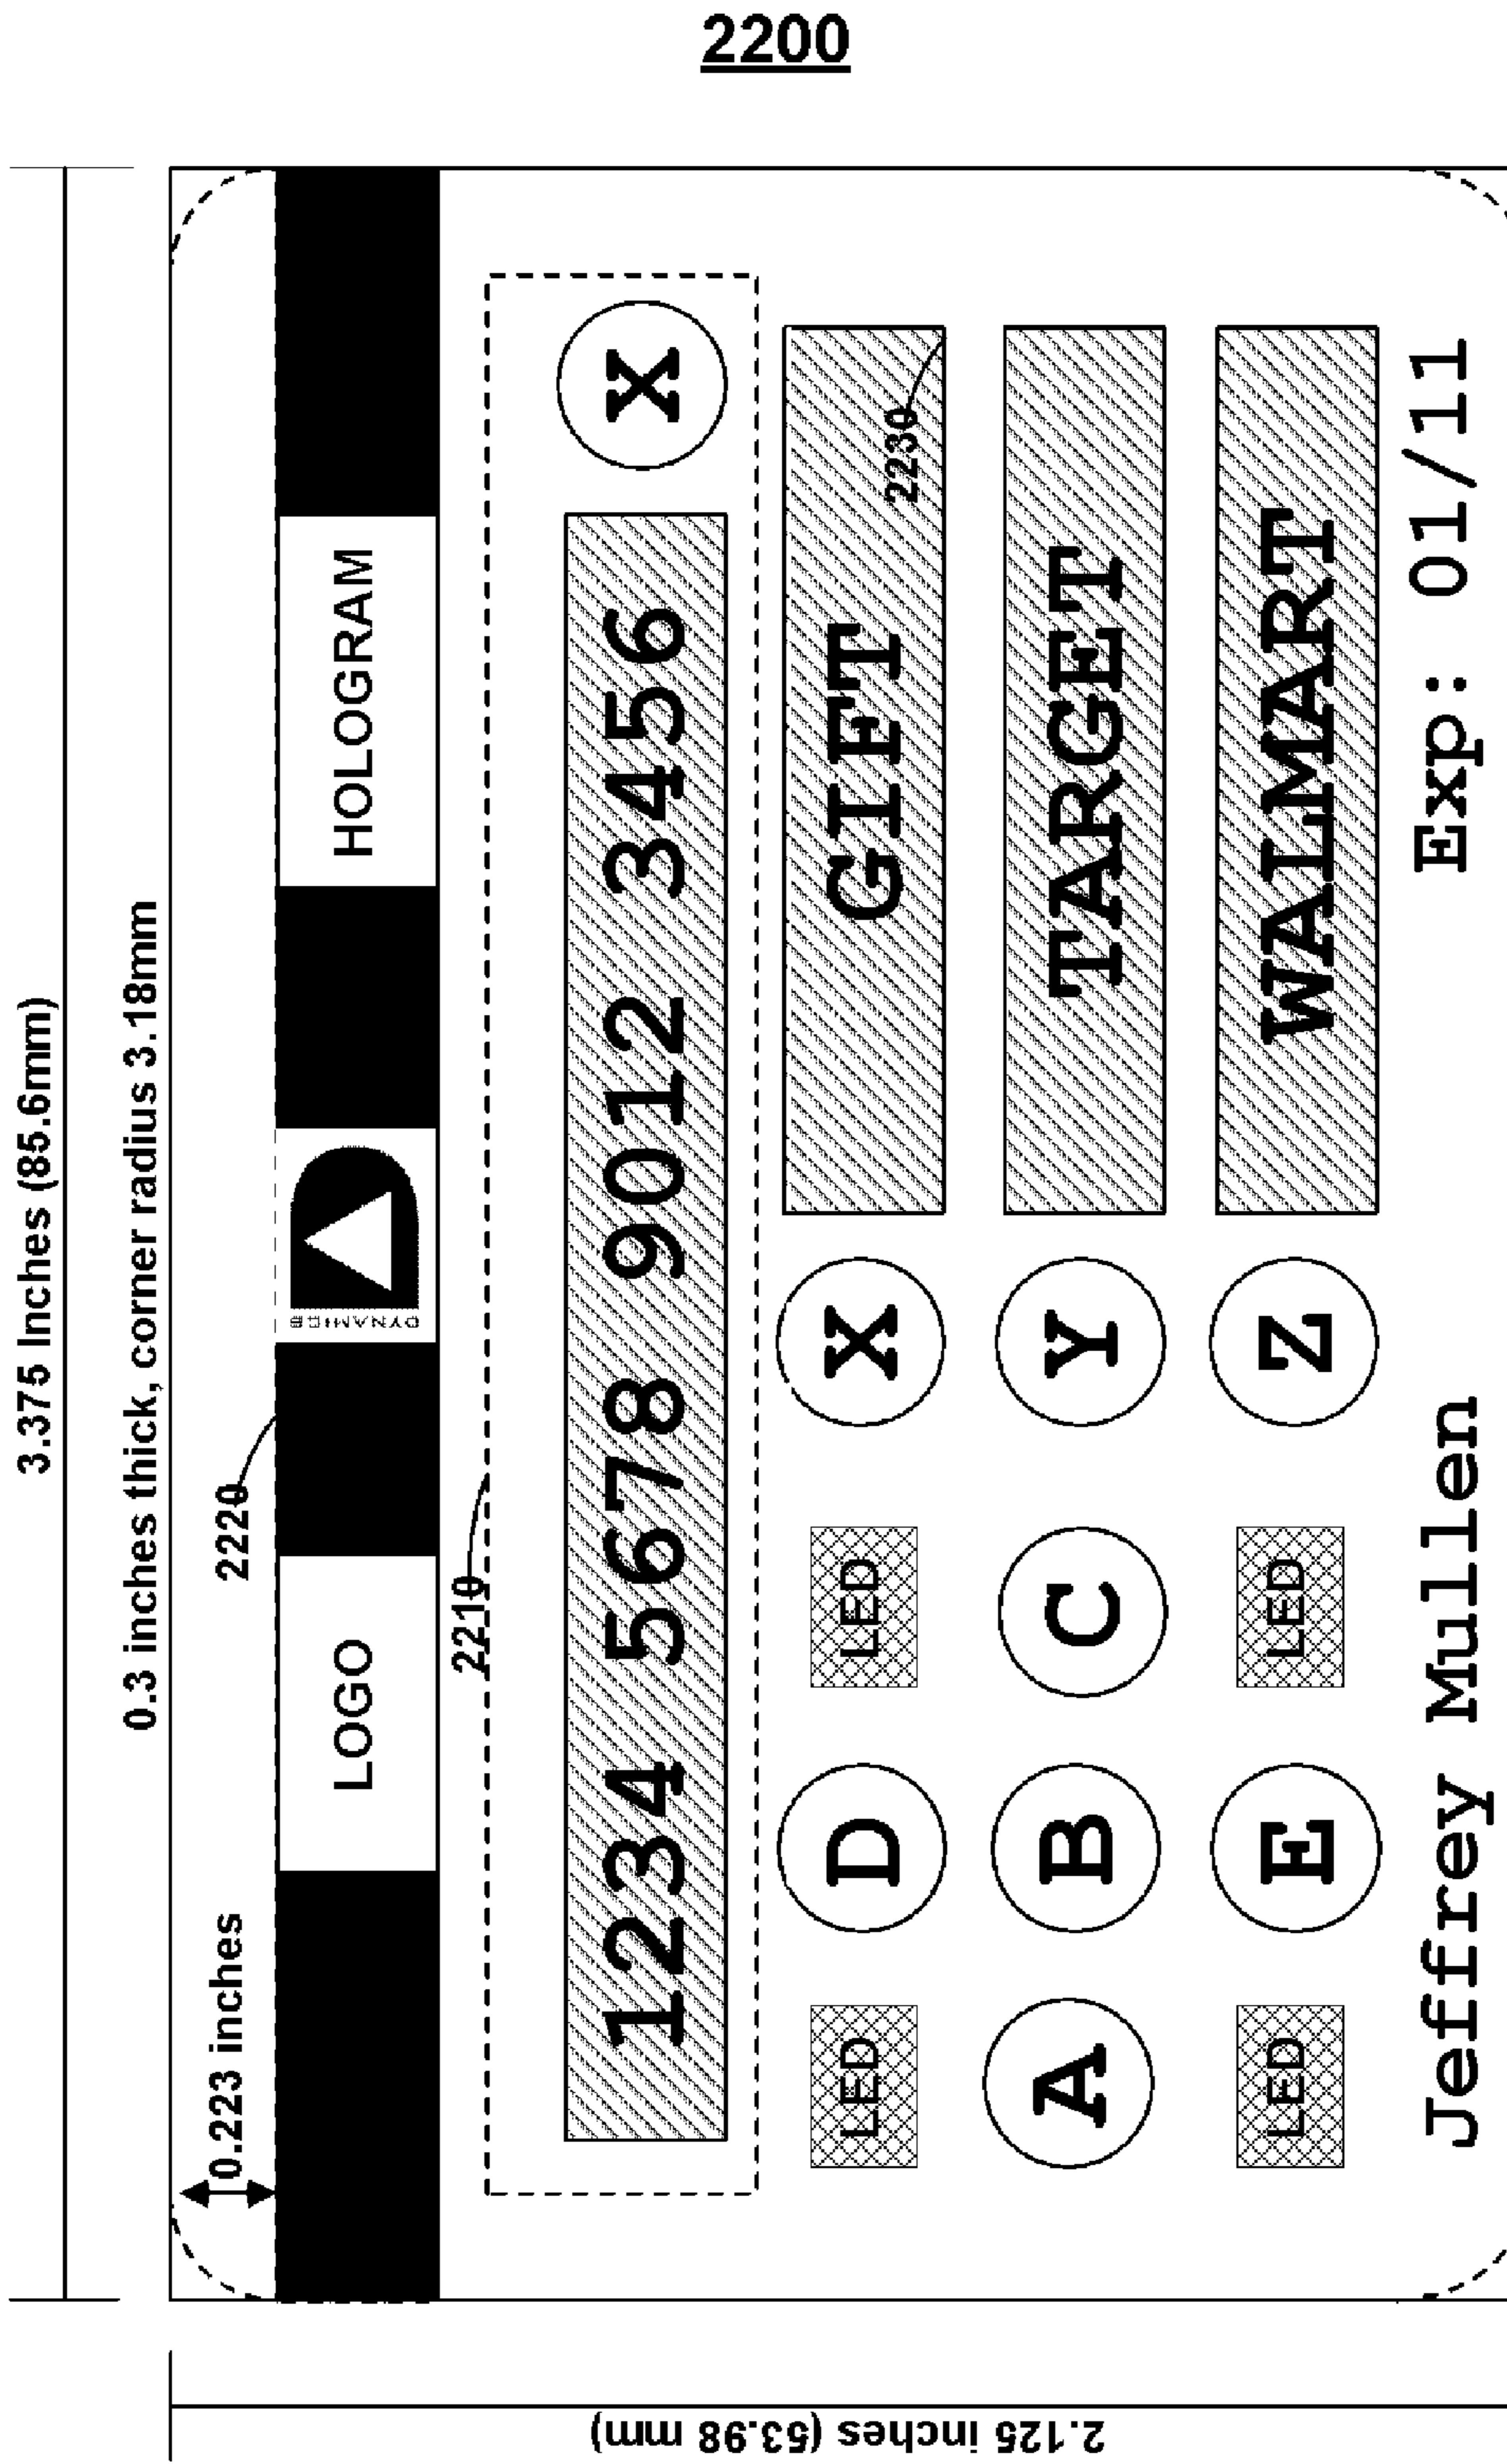 2200
3.375 Inches (85.6mm)
0.3 inches thick, corner radius 3.18mm
2.125 inches (53.98 mm)
0.223 inches
2220
LOGO
DYNAMICS
HOLOGRAM
2210
1234 5678 9012 3456 X
LED D LED X GIFT
2230
A B C Y TARGET
LED E LED Z WALMART
Jeffrey Mullen Exp: 01/11